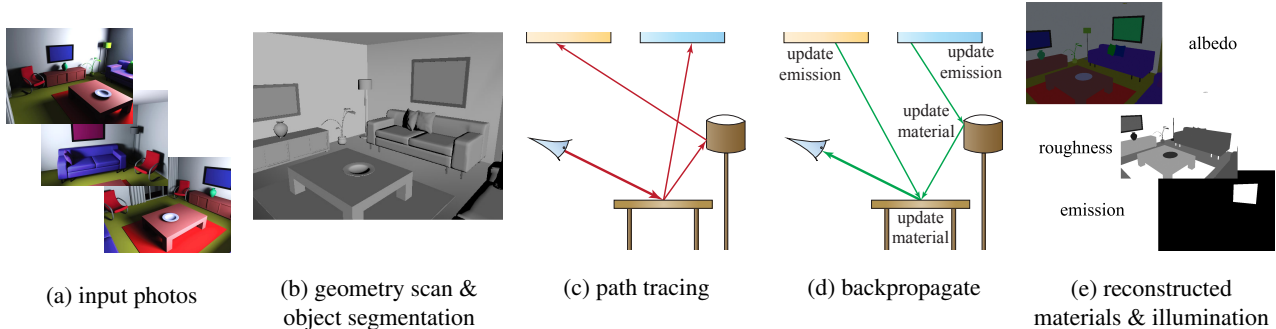 update
emission
update
emission
update
material
update
material
albedo
roughness
emission
(a) input photos
(b) geometry scan &
object segmentation
(c) path tracing
(d) backpropagate
(e) reconstructed
materials & illumination